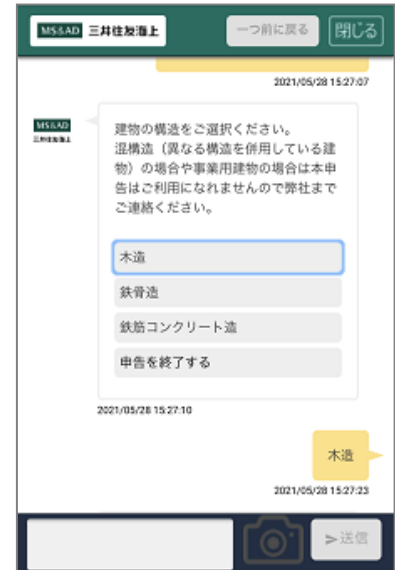 MS&AD 三井住友海上
一つ前に戻る
閉じる
2021/05/28 15:27:07
MS&AD
三井住友海上
建物の構造をご選択ください。
混構造（異なる構造を併用している建
物）の場合や事業用建物の場合は本申
告はご利用になれませんので弊社まで
ご連絡ください。
木造
鉄骨造
鉄筋コンクリート造
申告を終了する
2021/05/28 15:27:10
木造
2021/05/28 15:27:23
送信